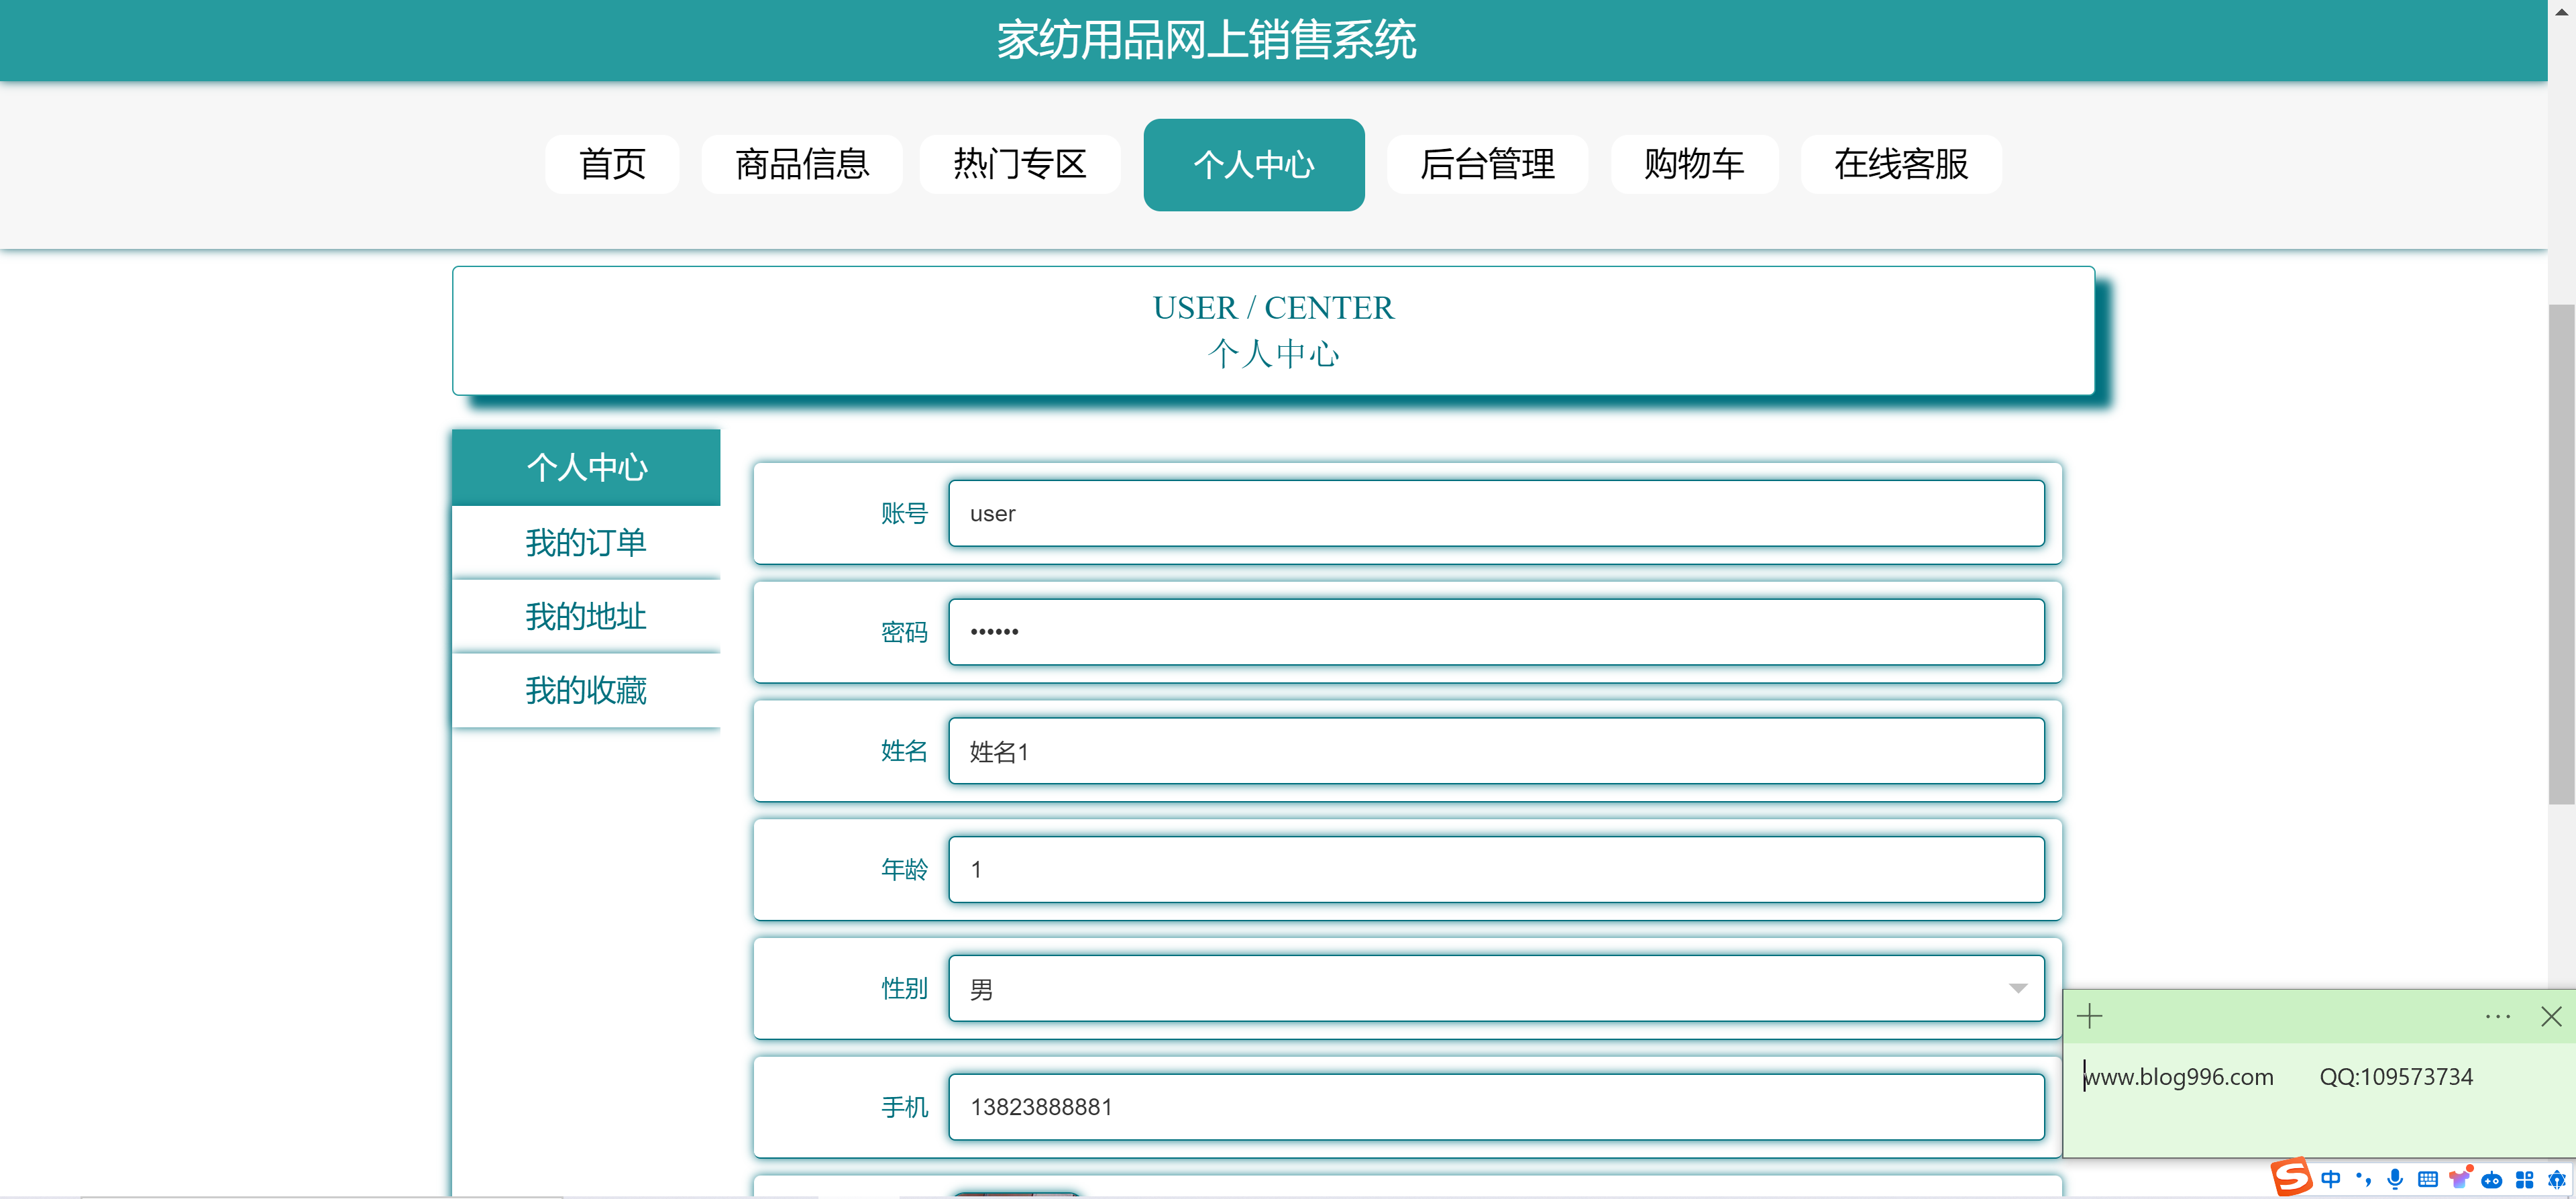 家纺用品网上销售系统
首页 商品信息 热门专区 个人中心 后台管理 购物车 在线客服
USER / CENTER
个人中心
个人中心
我的订单
我的地址
我的收藏
账号 user
密码 ••••••
姓名 姓名1
年龄 1
性别 男
手机 13823888881
www.blog996.com QQ:109573734
中